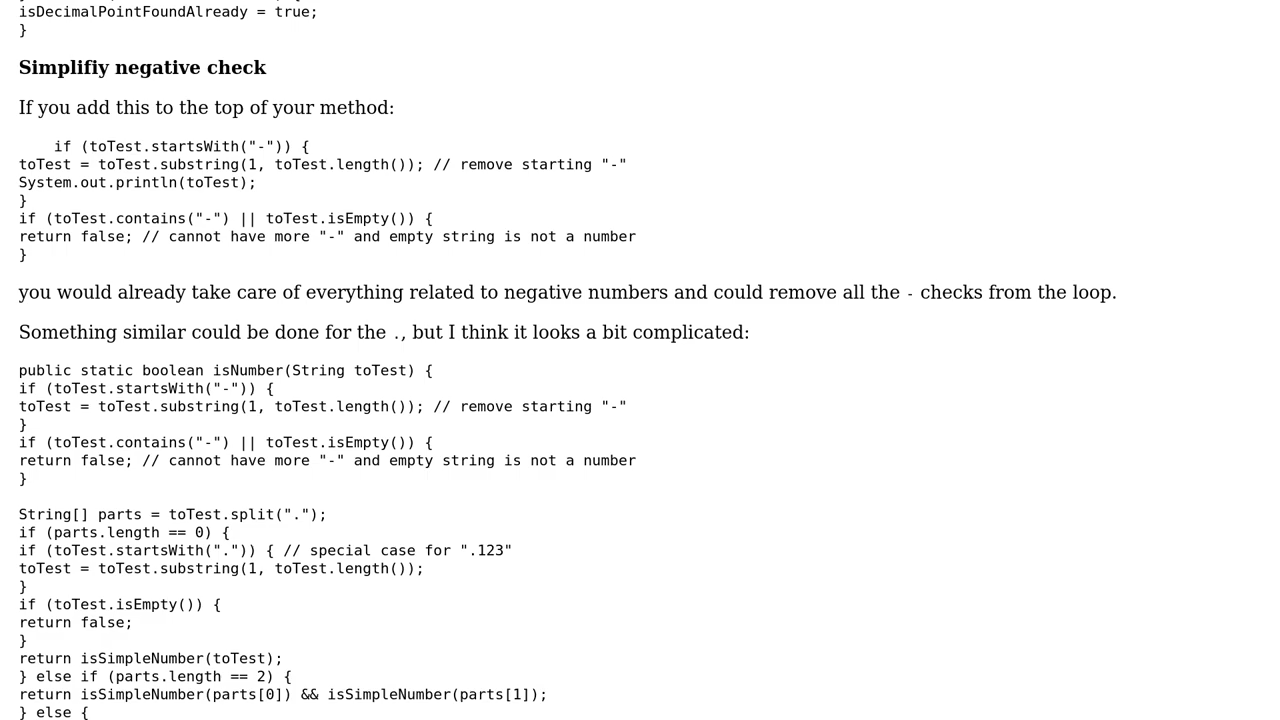 isDecimalPointFoundAlready = true;
}
Simplifiy negative check
If you add this to the top of your method:
if (toTest.startsWith("-")) {
toTest = toTest.substring(1, toTest.length()); // remove starting "-"
System.out.println(toTest);
}
if (toTest.contains("-") || toTest.isEmpty()) {
return false; // cannot have more "-" and empty string is not a number
}
you would already take care of everything related to negative numbers and could remove all the - checks from the loop.
Something similar could be done for the ., but I think it looks a bit complicated:
public static boolean isNumber(String toTest) {
if (toTest.startsWith("-")) {
toTest = toTest.substring(1, toTest.length()); // remove starting "-"
}
if (toTest.contains("-") || toTest.isEmpty()) {
return false; // cannot have more "-" and empty string is not a number
}
String[] parts = toTest.split(".");
if (parts.length == 0) {
if (toTest.startsWith(".")) { // special case for ".123"
toTest = toTest.substring(1, toTest.length());
}
if (toTest.isEmpty()) {
return false;
}
return isSimpleNumber(toTest);
} else if (parts.length == 2) {
return isSimpleNumber(parts[0]) && isSimpleNumber(parts[1]);
} else {